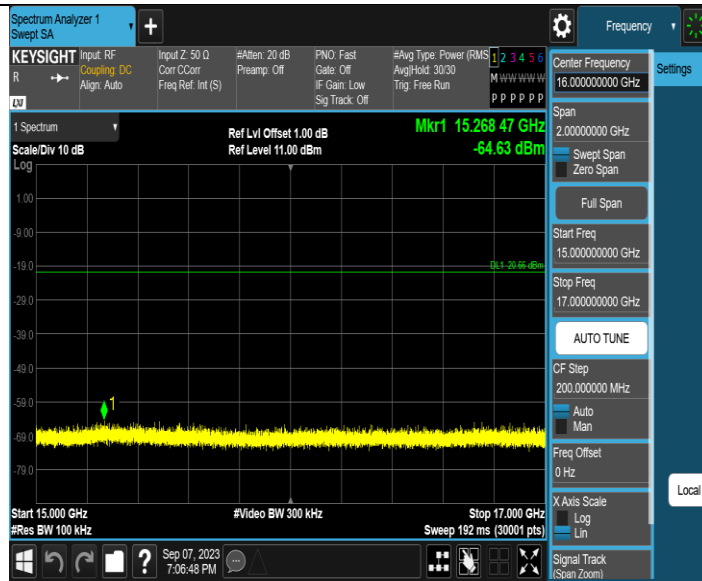 Spectrum Analyzer 1
Swept SA
+
Frequency
KEYSIGHT
R
LXI
Input: RF
Coupling: DC
Align: Auto
Input Z: 50 Ω
Corr CCorr
Freq Ref: Int (S)
#Atten: 20 dB
Preamp: Off
PNO: Fast
Gate: Off
IF Gain: Low
Sig Track: Off
#Avg Type: Power (RMS
Avg|Hold: 30/30
Trig: Free Run
1 2 3 4 5 6
M W W W W W
P P P P P P
1 Spectrum
Scale/Div 10 dB
Log
Ref Lvl Offset 1.00 dB
Ref Level 11.00 dBm
Mkr1 15.268 47 GHz
-64.63 dBm
1.00
-9.00
-19.0
DL1 -20.66 dBm
-29.0
-39.0
-49.0
-59.0
1
-69.0
-79.0
Start 15.000 GHz
#Res BW 100 kHz
#Video BW 300 kHz
Stop 17.000 GHz
Sweep 192 ms (30001 pts)
?
Sep 07, 2023
7:06:48 PM
Center Frequency
16.000000000 GHz
Span
2.00000000 GHz
Swept Span
Zero Span
Full Span
Start Freq
15.000000000 GHz
Stop Freq
17.000000000 GHz
AUTO TUNE
CF Step
200.000000 MHz
Auto
Man
Freq Offset
0 Hz
X Axis Scale
Log
Lin
Signal Track
(Span Zoom)
Settings
Local